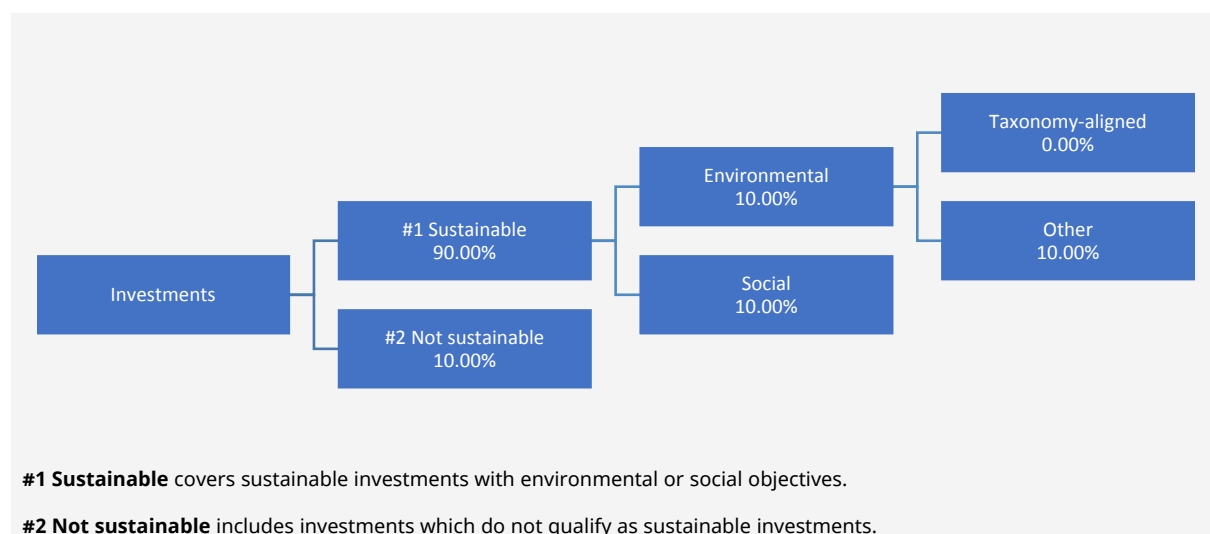 Taxonomy-aligned
0.00%
Environmental
10.00%
#1 Sustainable
90.00%
Other
10.00%
Investments
Social
10.00%
#2 Not sustainable
10.00%
#1 Sustainable covers sustainable investments with environmental or social objectives.
#2 Not sustainable includes investments which do not qualify as sustainable investments.